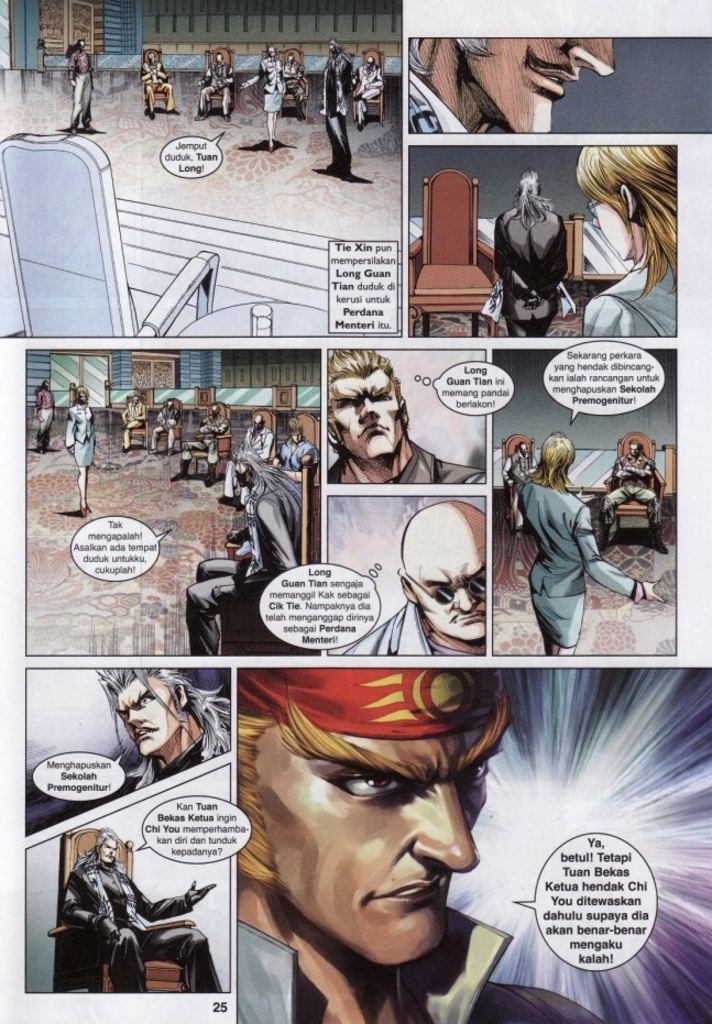 Jemput
duduk, Tuan
Long!
Tie Xin pun
mempersilakan
Long Guan
Tian duduk di
kerusi untuk
Perdana
Menteri itu.
Tak
mengapalah!
Asalkan ada tempat
duduk untukku,
cukuplah!
Long
Guan Tian ini
memang pandai
berlakon!
Long
Guan Tian sengaja
memanggil Kak sebagai
Cik Tie. Nampaknya dia
telah menganggap dirinya
sebagai Perdana
Menteri!
Sekarang perkara
yang hendak dibincang-
kan ialah rancangan untuk
menghapuskan Sekolah
Premogenitur!
Menghapuskan
Sekolah
Premogenitur!
Kan Tuan
Bekas Ketua ingin
Chi You memperhamba-
kan diri dan tunduk
kepadanya?
Ya,
betul! Tetapi
Tuan Bekas
Ketua hendak Chi
You ditewaskan
dahulu supaya dia
akan benar-benar
mengaku
kalah!
25